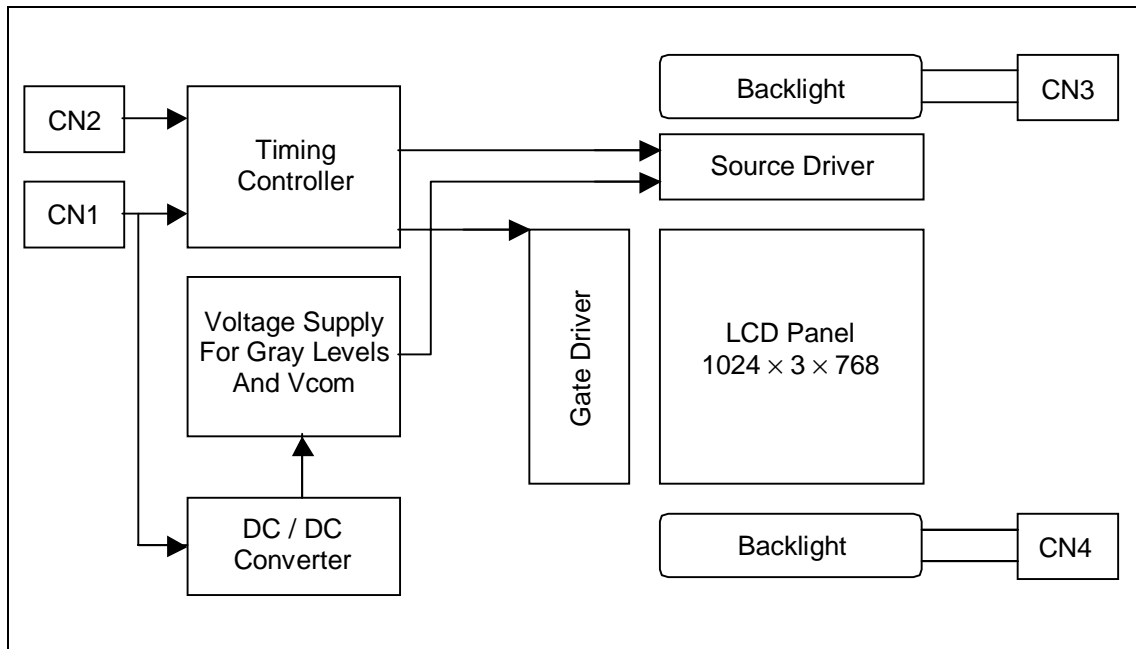 CN2
CN1
Timing
Controller
Voltage Supply
For Gray Levels
And Vcom
DC / DC
Converter
Gate Driver
Backlight
CN3
Source Driver
LCD Panel
1024 × 3 × 768
Backlight
CN4